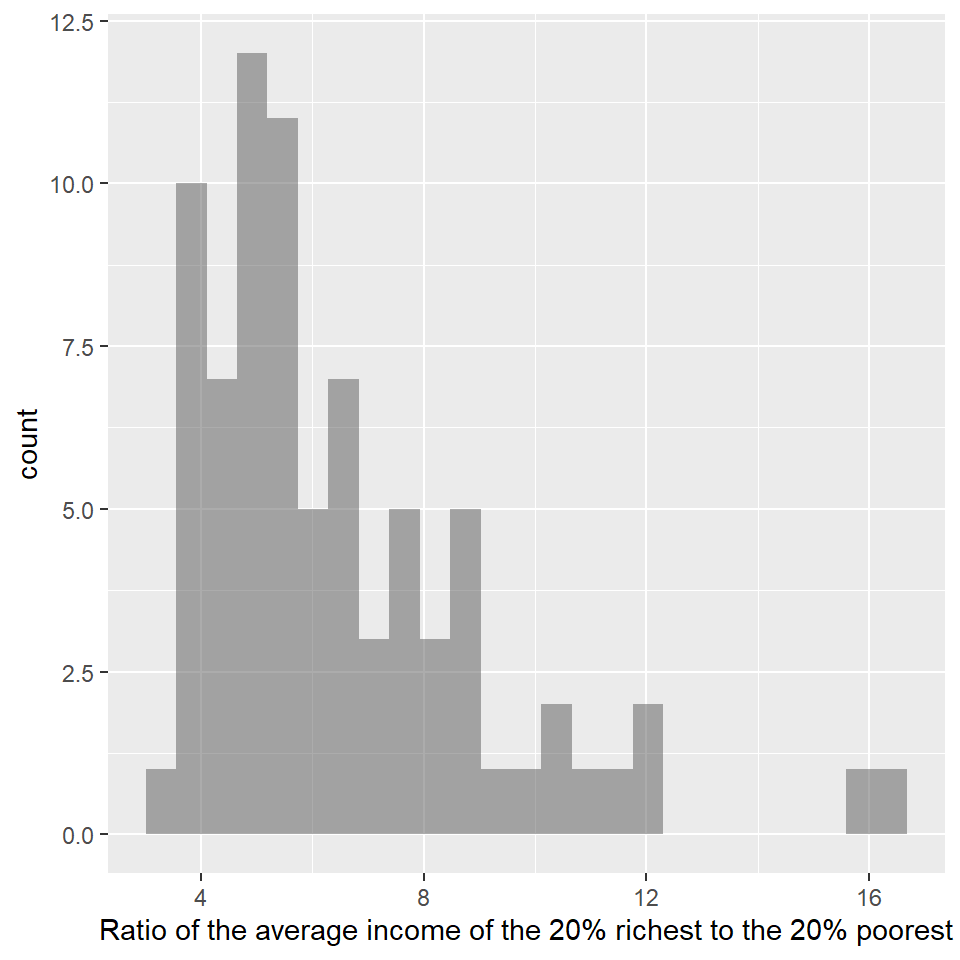 12.5
10.0
7.5
5.0
2.5
0.0
count
4 8 12 16
Ratio of the average income of the 20% richest to the 20% poorest